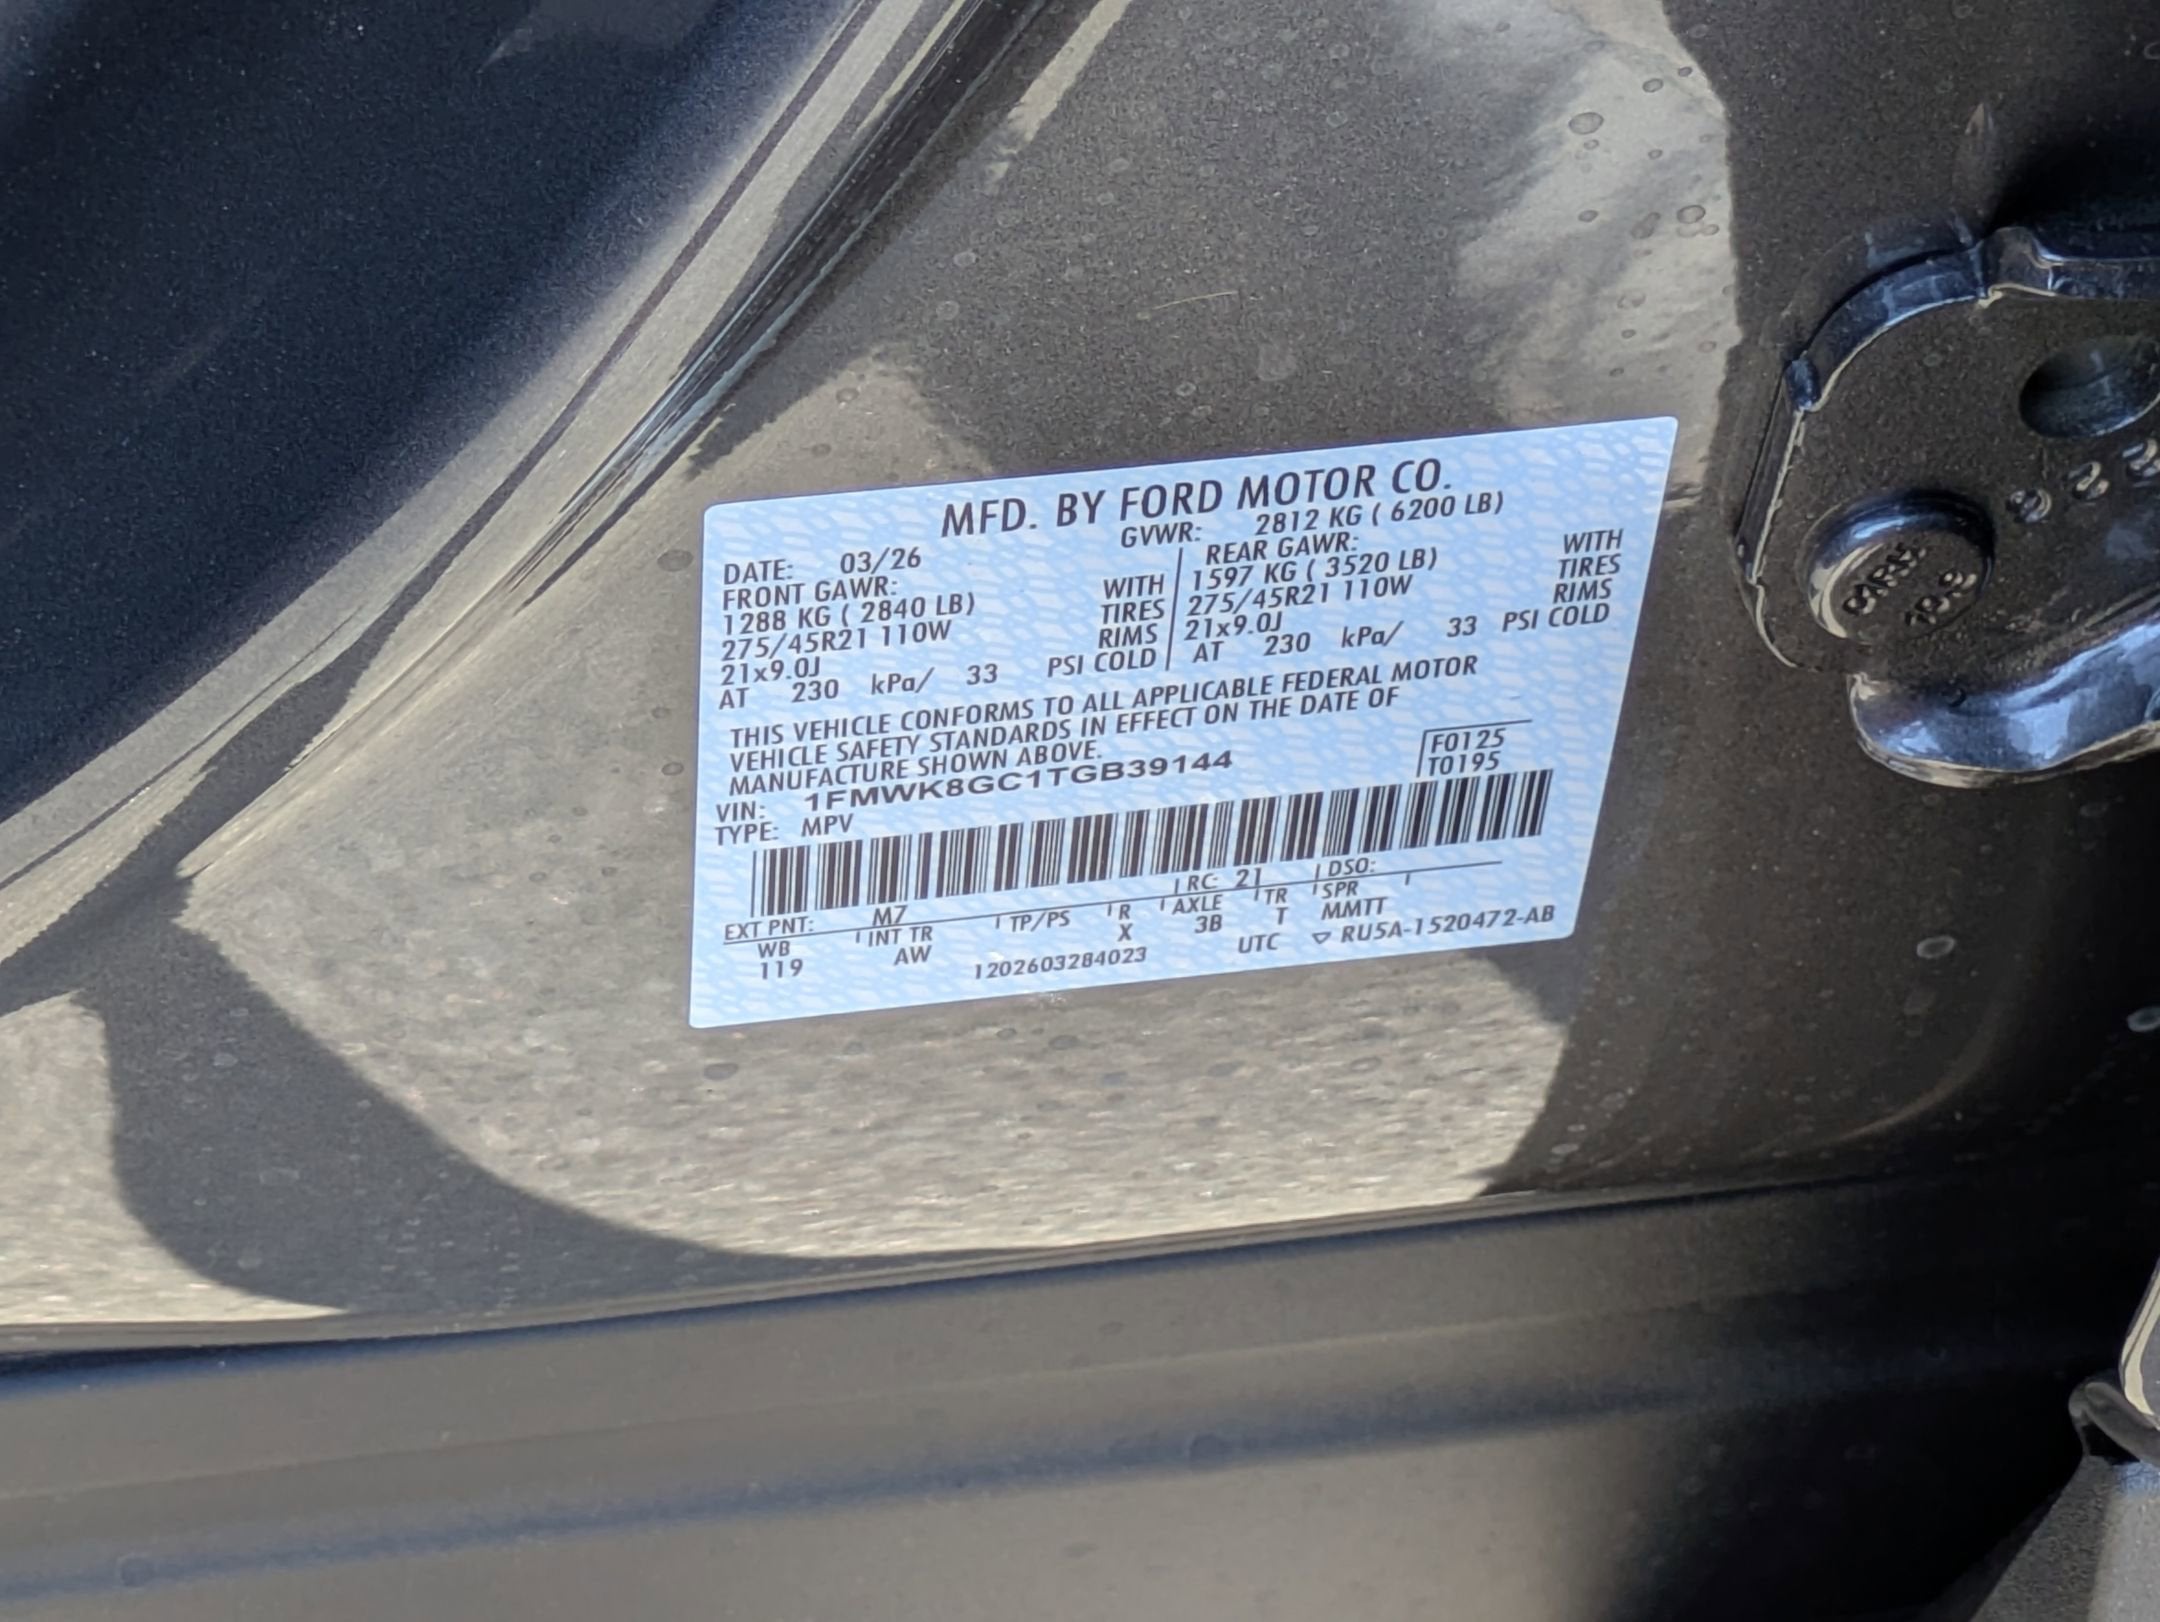 MFD. BY FORD MOTOR CO.
DATE: 03/26 GVWR: 2812 KG ( 6200 LB)
FRONT GAWR: WITH REAR GAWR: WITH
1288 KG ( 2840 LB) TIRES 1597 KG ( 3520 LB) TIRES
275/45R21 110W RIMS 275/45R21 110W RIMS
21x9.0J 21x9.0J
AT 230 kPa/ 33 PSI COLD AT 230 kPa/ 33 PSI COLD
THIS VEHICLE CONFORMS TO ALL APPLICABLE FEDERAL MOTOR
VEHICLE SAFETY STANDARDS IN EFFECT ON THE DATE OF
MANUFACTURE SHOWN ABOVE.
VIN: 1FMWK8GC1TGB39144
F0125
T0195
TYPE: MPV
EXT PNT: M7 RC: 21 DSO:
WB INT TR TP/PS R AXLE TR SPR
119 AW X 3B T MMTT
1202603284023 UTC ▽ RU5A-1520472-AB
10.9